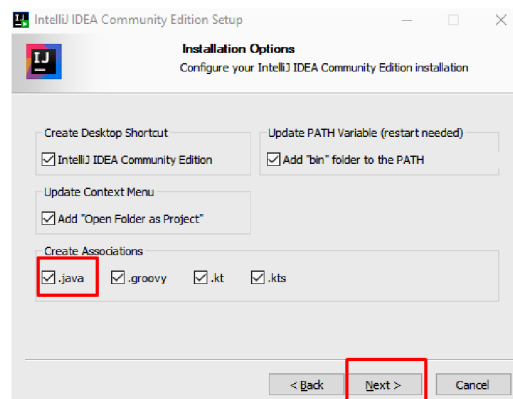 IntelliJ IDEA Community Edition Setup
IJ
Installation Options
Configure your IntelliJ IDEA Community Edition installation
Create Desktop Shortcut
IntelliJ IDEA Community Edition
Update PATH Variable (restart needed)
Add "bin" folder to the PATH
Update Context Menu
Add "Open Folder as Project"
Create Associations
.java .groovy .kt .kts
< Back Next > Cancel